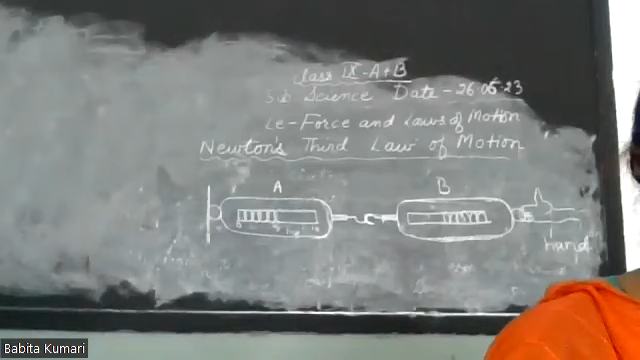 Class IX-A+B
Sub Science Date-26.05.23
Le-Force and Laws of Motion
Newtons Third Law of Motion
A
B
Hand
Babita Kumari